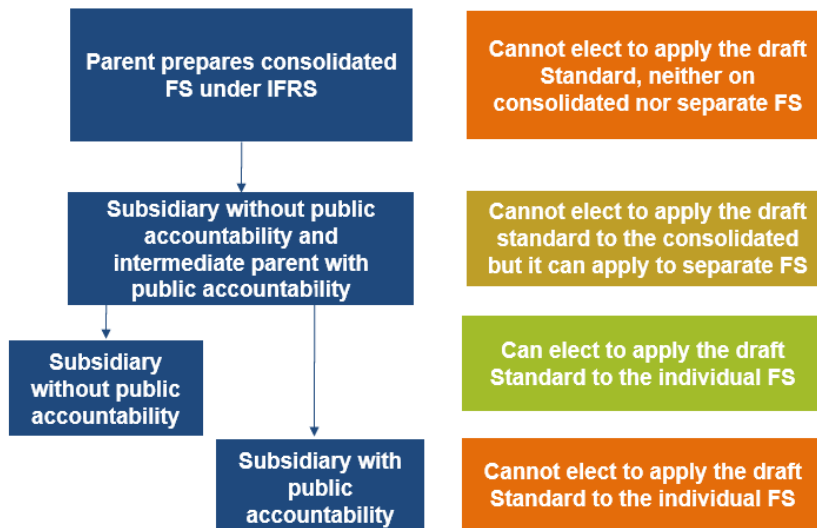 Parent prepares consolidated
FS under IFRS
Cannot elect to apply the draft
Standard, neither on
consolidated nor separate FS
Subsidiary without public
accountability and
intermediate parent with
public accountability
Cannot elect to apply the draft
standard to the consolidated
but it can apply to separate FS
Subsidiary
without public
accountability
Can elect to apply the draft
Standard to the individual FS
Subsidiary with
public
accountability
Cannot elect to apply the draft
Standard to the individual FS